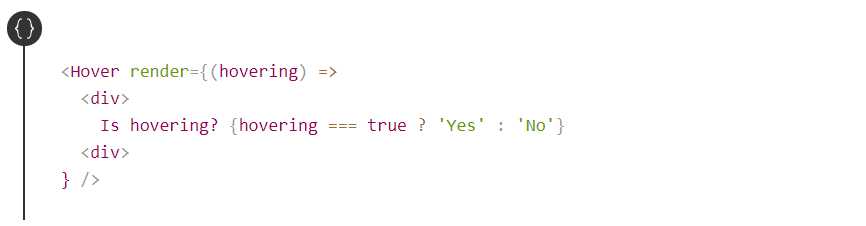 {}
<Hover render={(hovering) =>
<div>
Is hovering? {hovering === true ? 'Yes' : 'No'}
<div>
} />